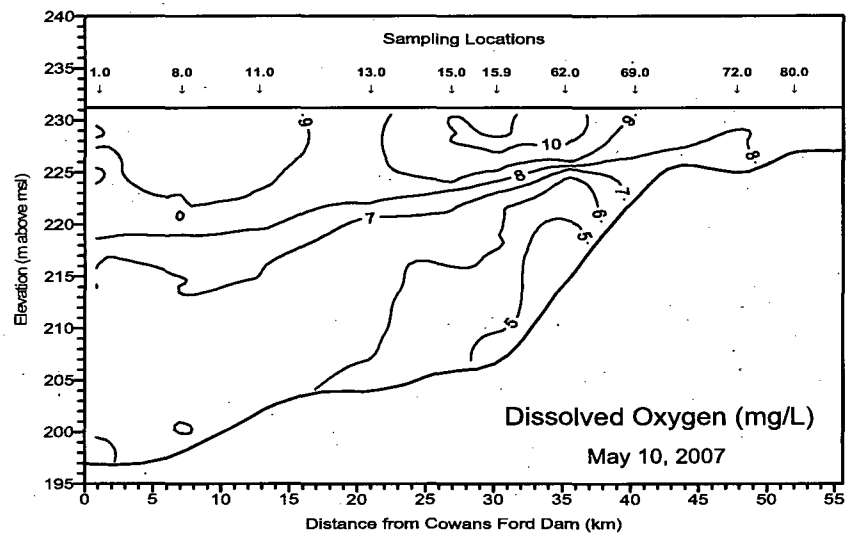 240
235
230
225
220
215
210
205
200
195
Elevation (m above msl)
Sampling Locations
1.0 8.0 11.0 13.0 15.0 15.9 62.0 69.0 72.0 80.0
9
10
9
8
8
7
7
6
5
5
Dissolved Oxygen (mg/L)
May 10, 2007
0 5 10 15 20 25 30 35 40 45 50 55
Distance from Cowans Ford Dam (km)